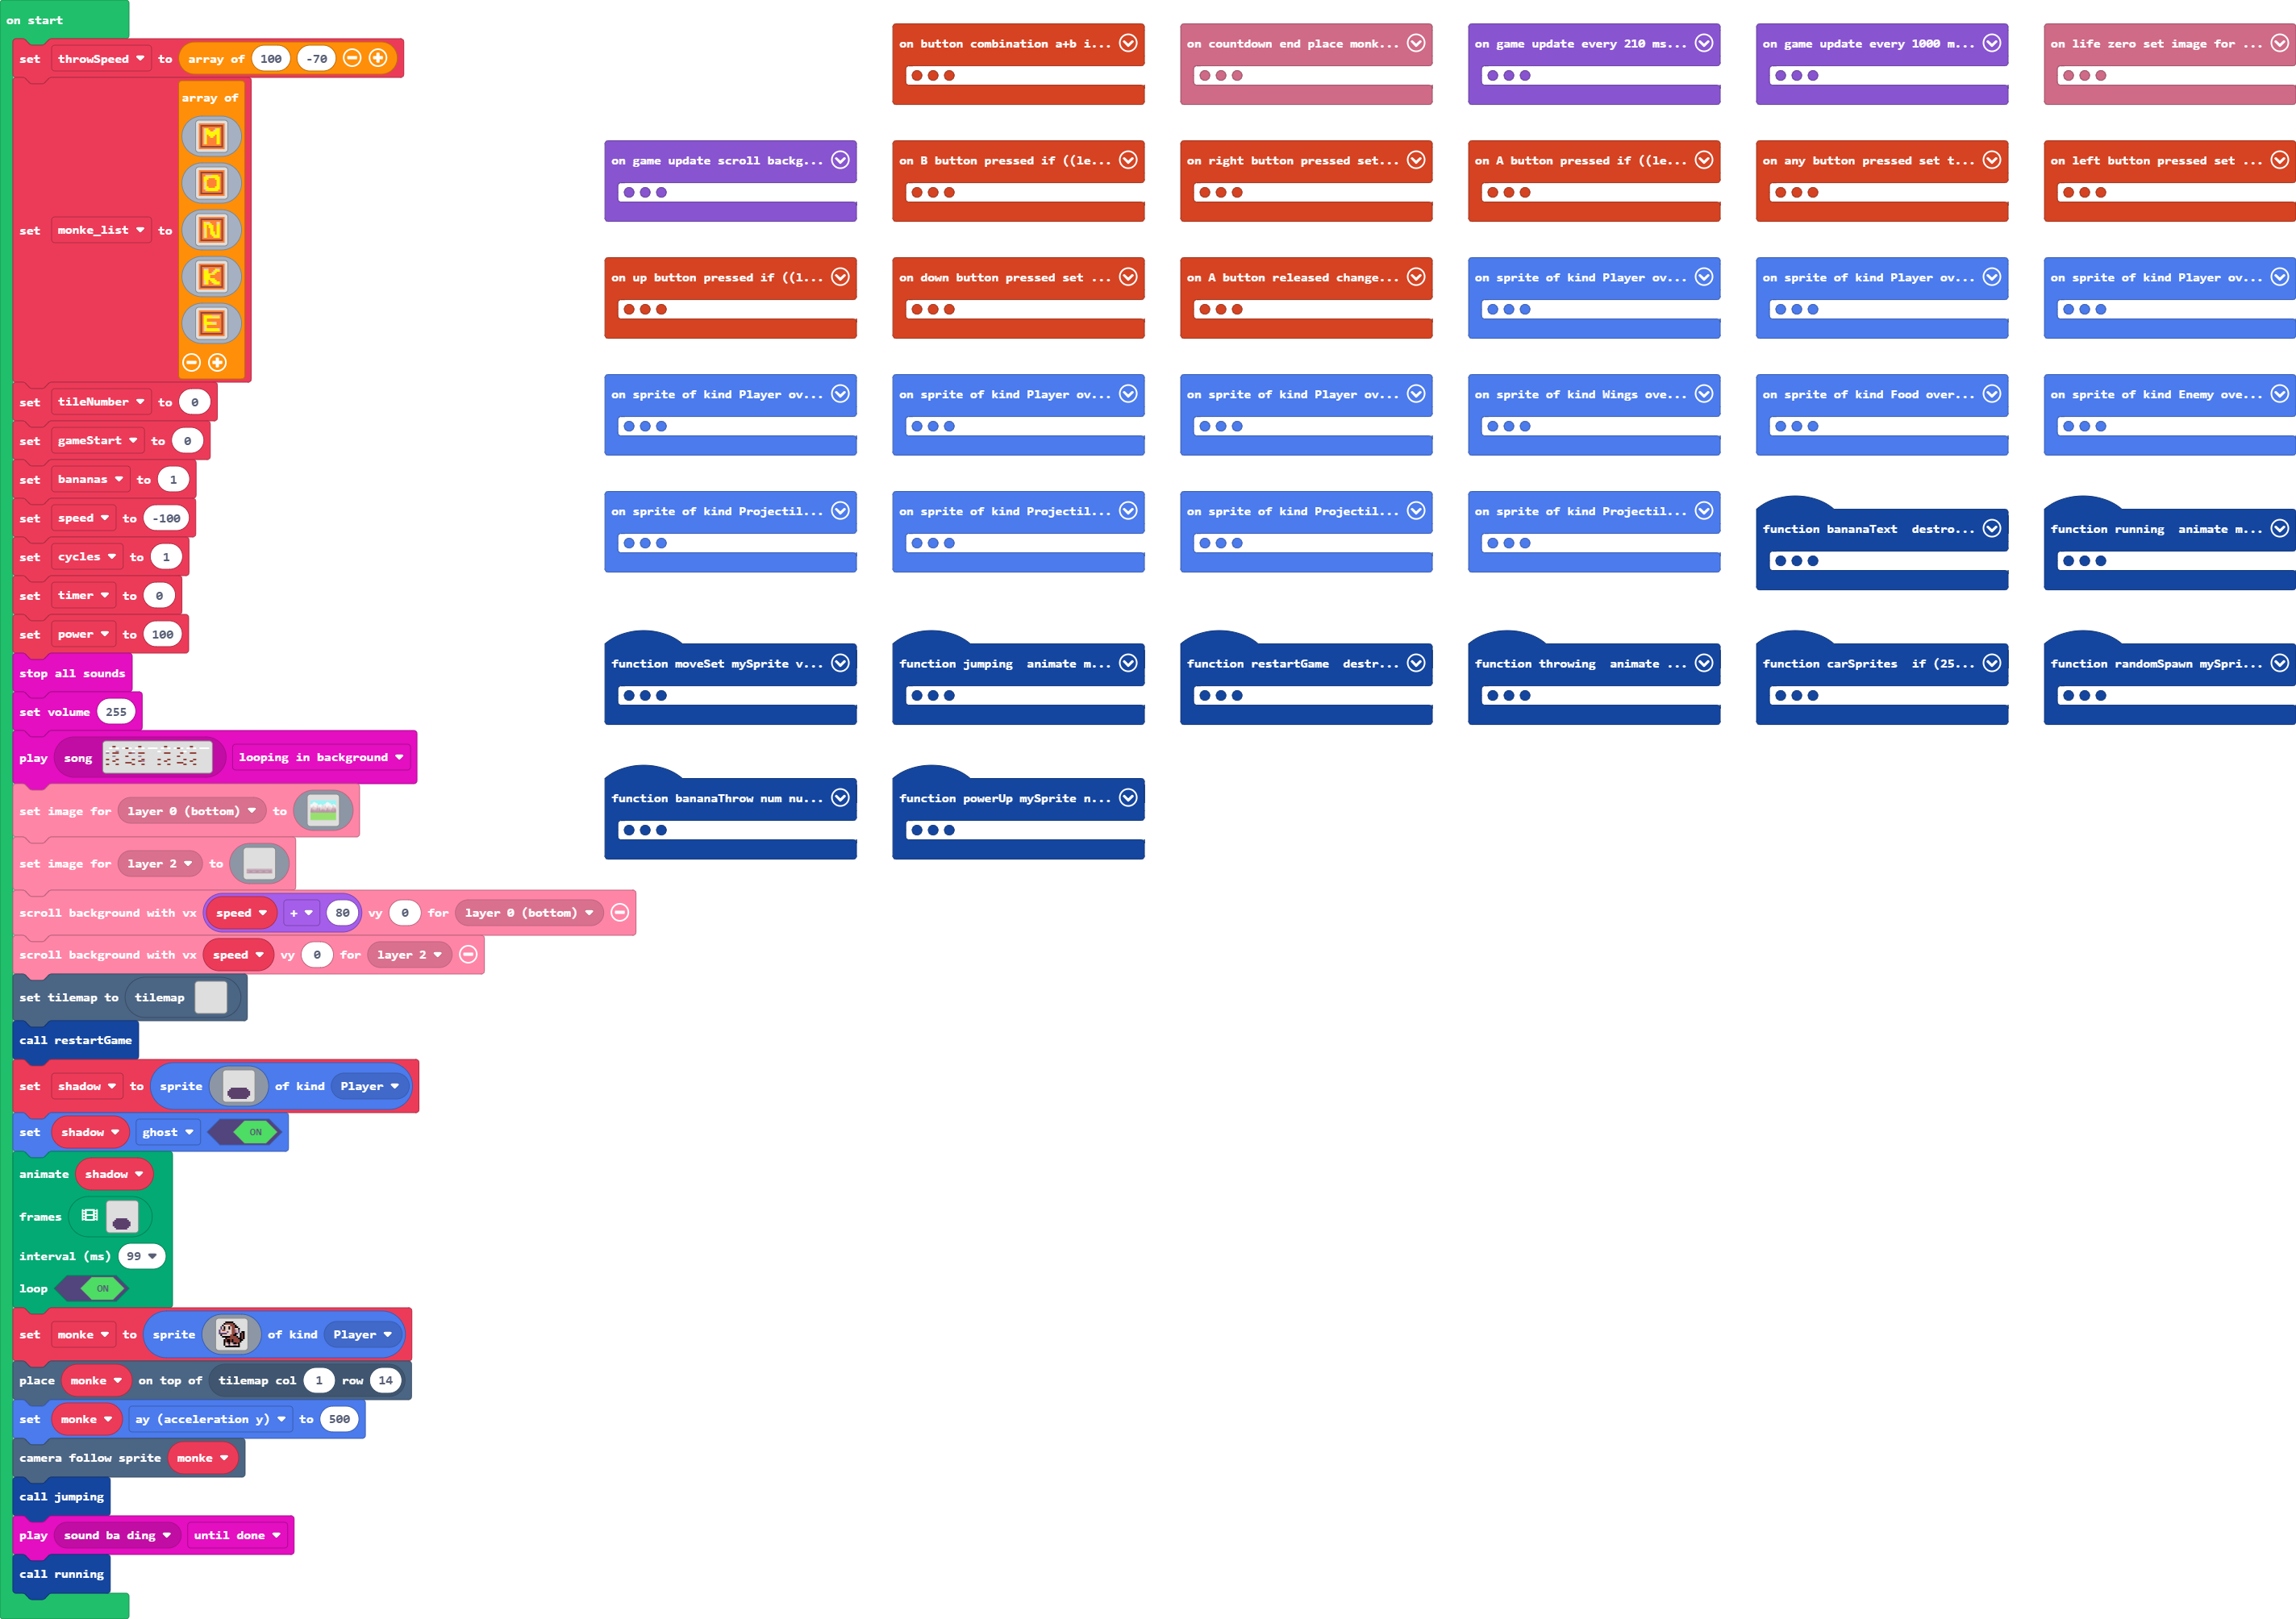 on start
set throwSpeed to array of 100 -70
set monke_list to array of
M
O
N
K
E
set tileNumber to 0
set gameStart to 0
set bananas to 1
set speed to -100
set cycles to 1
set timer to 0
set power to 100
stop all sounds
set volume 255
play song looping in background
set image for layer 0 (bottom) to
set image for layer 2 to
scroll background with vx speed + 80 vy 0 for layer 0 (bottom)
scroll background with vx speed vy 0 for layer 2
set tilemap to tilemap
call restartGame
set shadow to sprite of kind Player
set shadow ghost ON
animate shadow
frames
interval (ms) 99
loop ON
set monke to sprite of kind Player
place monke on top of tilemap col 1 row 14
set monke ay (acceleration y) to 500
camera follow sprite monke
call jumping
play sound ba ding until done
call running
on button combination a+b i...
on countdown end place monk...
on game update every 210 ms...
on game update every 1000 m...
on life zero set image for ...
on game update scroll backg...
on B button pressed if ((le...
on right button pressed set...
on A button pressed if ((le...
on any button pressed set t...
on left button pressed set ...
on up button pressed if ((l...
on down button pressed set ...
on A button released change...
on sprite of kind Player ov...
on sprite of kind Player ov...
on sprite of kind Player ov...
on sprite of kind Player ov...
on sprite of kind Player ov...
on sprite of kind Player ov...
on sprite of kind Wings ove...
on sprite of kind Food over...
on sprite of kind Enemy ove...
on sprite of kind Projectil...
on sprite of kind Projectil...
on sprite of kind Projectil...
on sprite of kind Projectil...
function bananaText destro...
function running animate m...
function moveSet mySprite v...
function jumping animate m...
function restartGame destr...
function throwing animate ...
function carSprites if (25...
function randomSpawn mySpri...
function bananaThrow num nu...
function powerUp mySprite n...